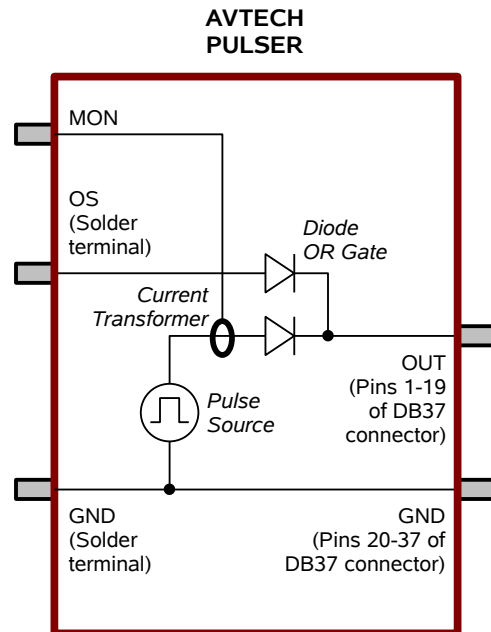 AVTECH
PULSER
MON
OS
(Solder
terminal)
Diode
OR Gate
Current
Transformer
OUT
(Pins 1-19
of DB37
connector)
Pulse
Source
GND
(Solder
terminal)
GND
(Pins 20-37 of
DB37 connector)